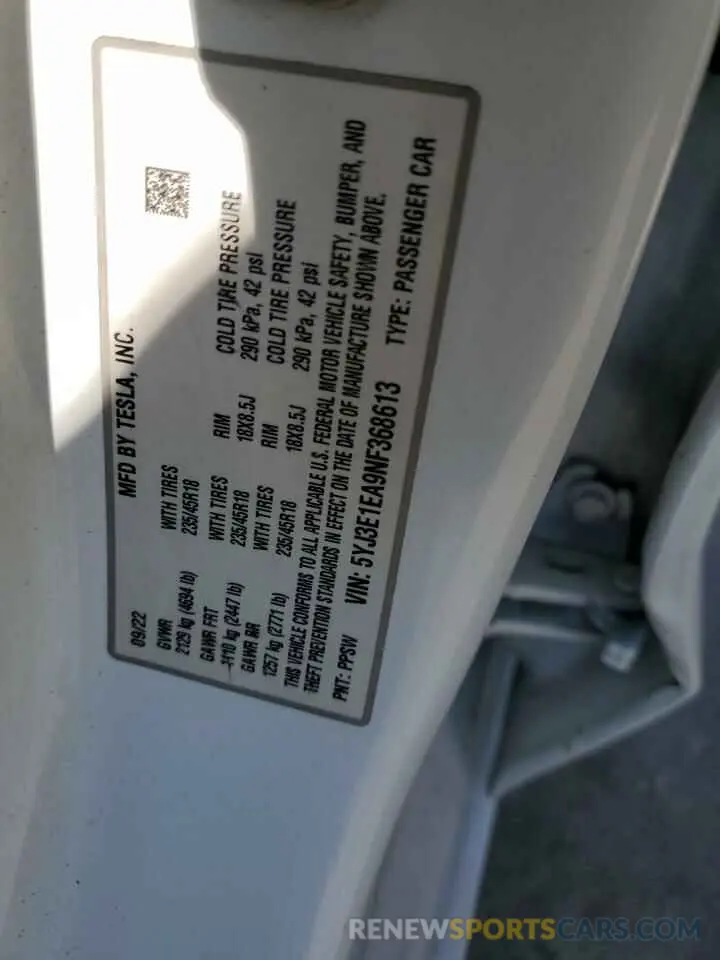 MFD BY TESLA, INC.
09/22
GVWR WITH TIRES RIM COLD TIRE PRESSURE
2129 kg (4694 lb) 235/45R18 18X8.5J 290 kPa, 42 psi
GAWR FRT WITH TIRES RIM COLD TIRE PRESSURE
1110 kg (2447 lb) 235/45R18 18X8.5J 290 kPa, 42 psi
GAWR RR WITH TIRES
1257 kg (2771 lb) 235/45R18
THIS VEHICLE CONFORMS TO ALL APPLICABLE U.S. FEDERAL MOTOR VEHICLE SAFETY, BUMPER, AND
THEFT PREVENTION STANDARDS IN EFFECT ON THE DATE OF MANUFACTURE SHOWN ABOVE.
PNT: PPSW VIN: 5YJ3E1EA9NF368613 TYPE: PASSENGER CAR
RENEWSPORTSCARS.COM